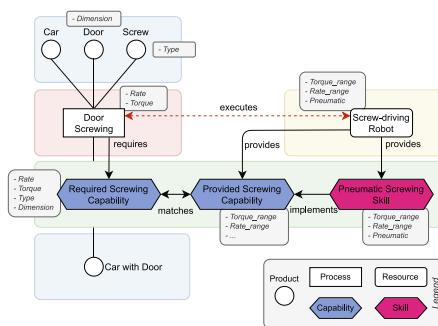 - Dimension
Car
Door
Screw
- Type
- Torque_range
- Rate_range
- Pneumatic
- Rate
- Torque
executes
Door
Screwing
Screw-driving
Robot
requires
provides
provides
- Rate
- Torque
- Type
- Dimension
Required Screwing
Capability
Provided Screwing
Capability
Pneumatic Screwing
Skill
matches
implements
- Torque_range
- Rate_range
- ...
- Torque_range
- Rate_range
- Pneumatic
Car with Door
Product
Process
Resource
Capability
Skill
Legend